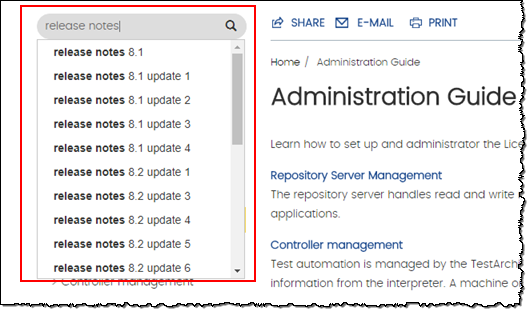 release notes
release notes 8.1
release notes 8.1 update 1
release notes 8.1 update 2
release notes 8.1 update 3
release notes 8.1 update 4
release notes 8.2 update 1
release notes 8.2 update 3
release notes 8.2 update 4
release notes 8.2 update 5
release notes 8.2 update 6
> Controller management
SHARE E-MAIL PRINT
Home / Administration Guide
Administration Guide
Learn how to set up and administrator the Lice
Repository Server Management
The repository server handles read and write
applications.
Controller management
Test automation is managed by the TestArch
information from the interpreter. A machine o